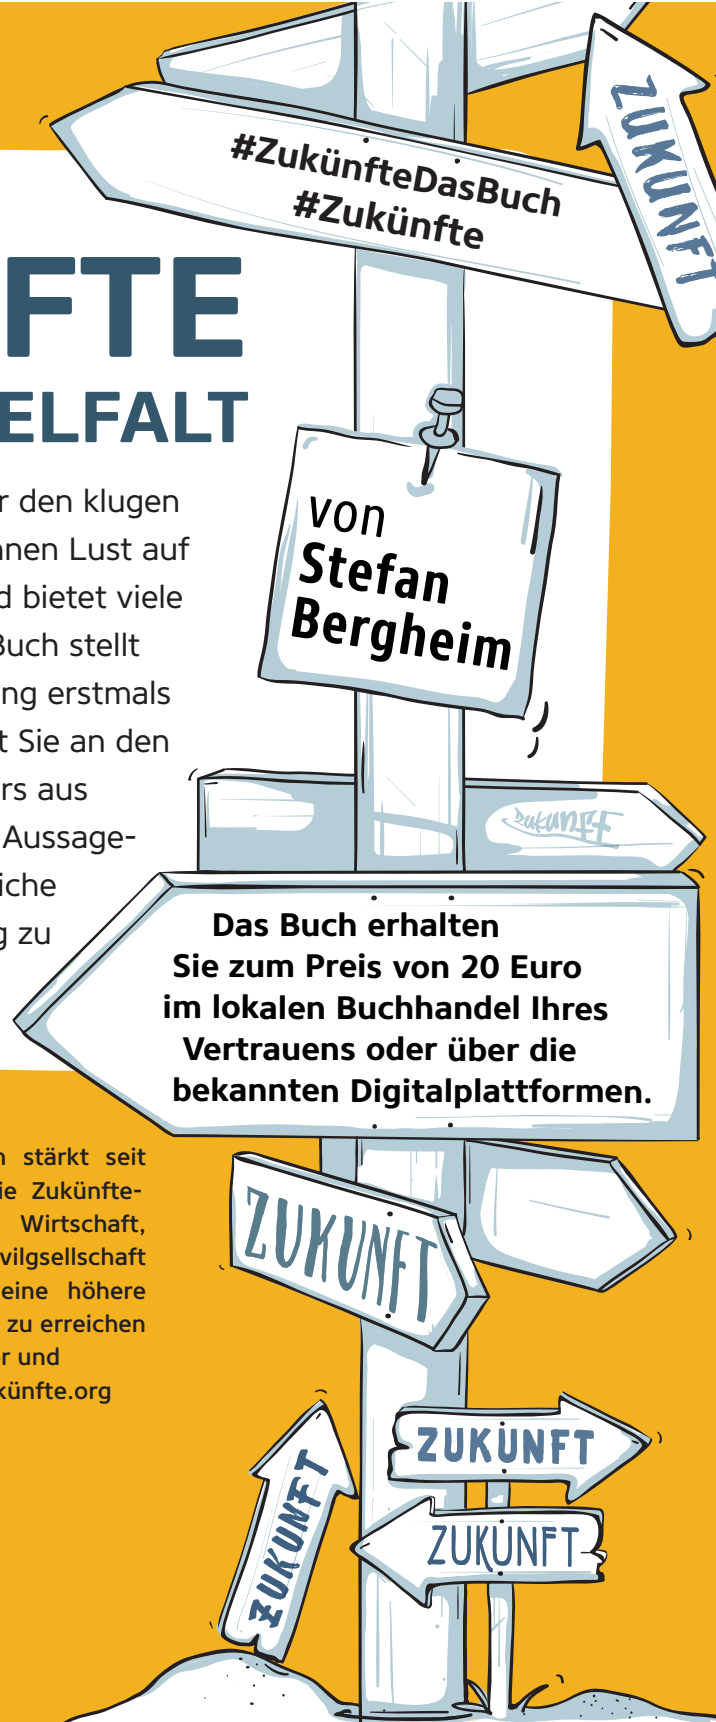 ZUKUNFT
#ZukünfteDasBuch
#Zukünfte
FTE
ELFALT
r den klugen
nnen Lust auf
d bietet viele
Buch stellt
ng erstmals
t Sie an den
rs aus
Aussage-
iche
g zu
von
Stefan
Bergheim
Zukunft
Das Buch erhalten
Sie zum Preis von 20 Euro
im lokalen Buchhandel Ihres
Vertrauens oder über die
bekannten Digitalplattformen.
n stärkt seit
ie Zukünfte-
Wirtschaft,
vilgsellschaft
eine höhere
zu erreichen
r und
künfte.org
ZUKUNFT
ZUKUNFT
ZUKUNFT
ZUKUNFT